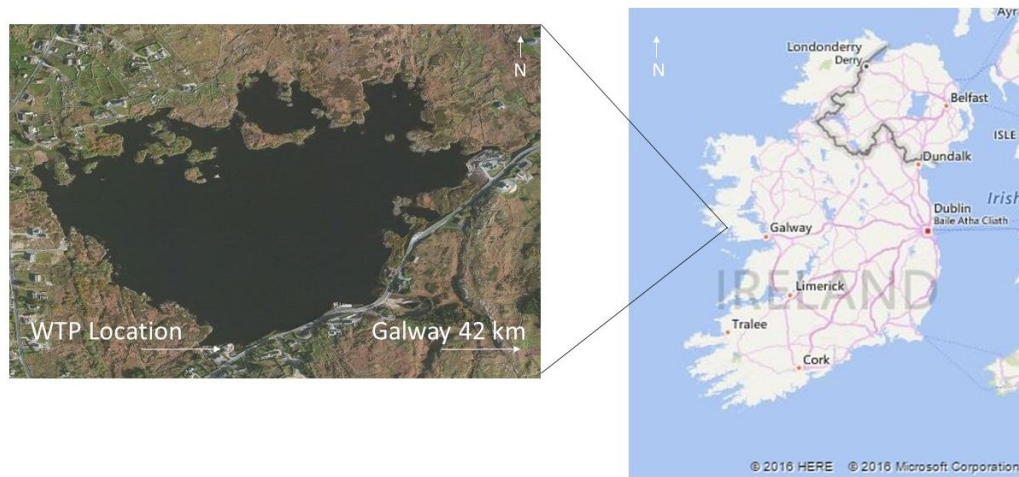 N
WTP Location
Galway 42 km
N
Ayr
Londonderry
Derry
Belfast
ISLE
Dundalk
Irish
Dublin
Baile Atha Cliath
Galway
IRELAND
Limerick
Tralee
Cork
© 2016 HERE © 2016 Microsoft Corporation